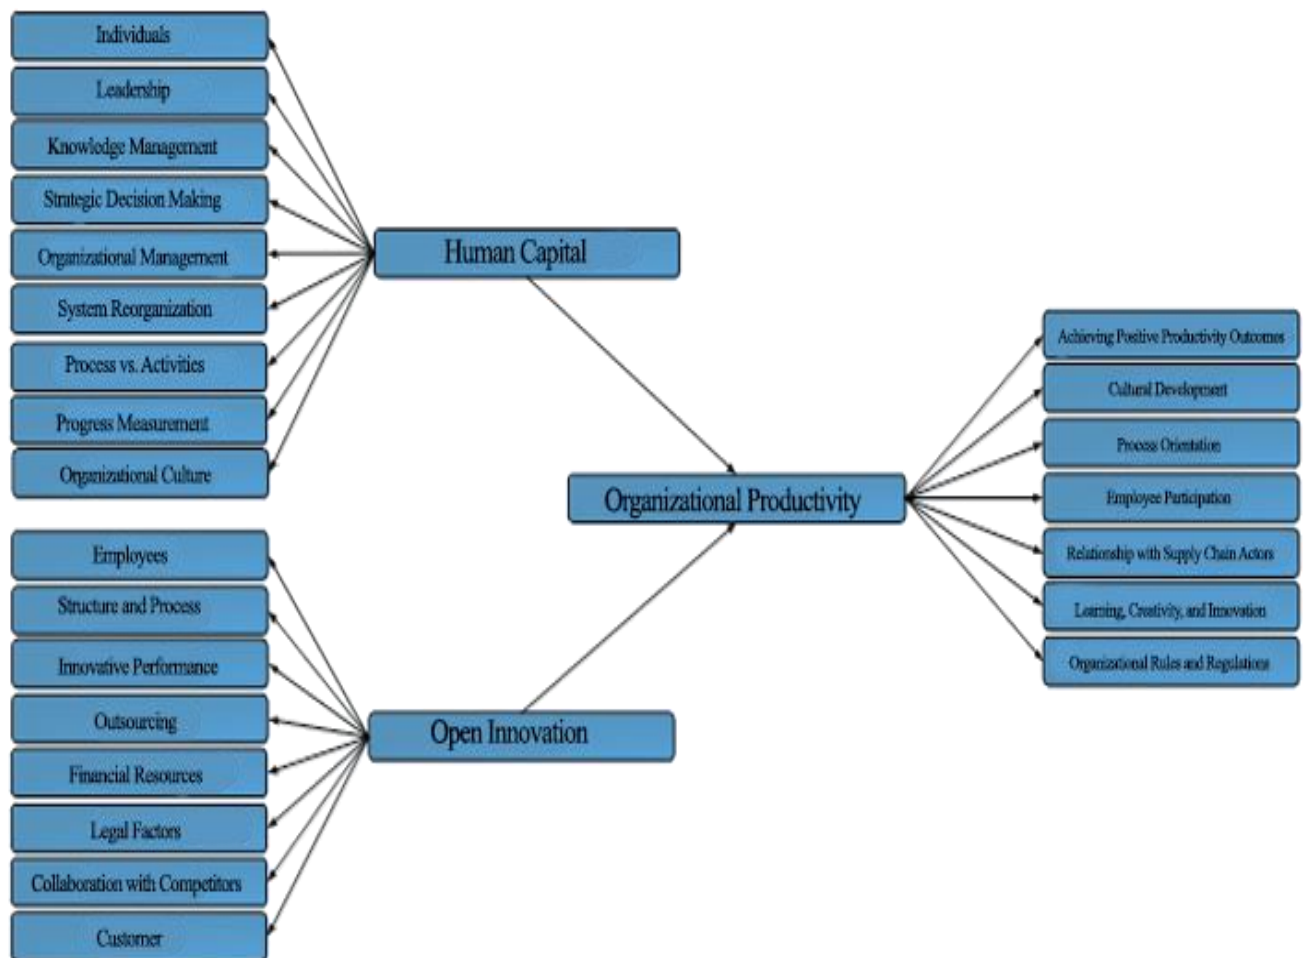 Individuals
Leadership
Knowledge Management
Strategic Decision Making
Organizational Management
System Reorganization
Process vs. Activities
Progress Measurement
Organizational Culture
Human Capital
Employees
Structure and Process
Innovative Performance
Outsourcing
Financial Resources
Legal Factors
Collaboration with Competitors
Customer
Open Innovation
Organizational Productivity
Achieving Positive Productivity Outcomes
Cultural Development
Process Orientation
Employee Participation
Relationship with Supply Chain Actors
Learning, Creativity, and Innovation
Organizational Rules and Regulations